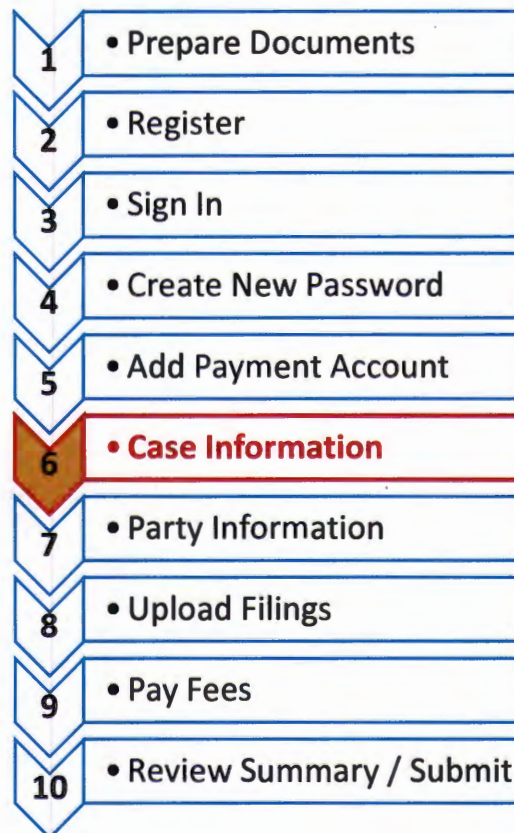 1 • Prepare Documents
2 • Register
3 • Sign In
4 • Create New Password
5 • Add Payment Account
6 • Case Information
7 • Party Information
8 • Upload Filings
9 • Pay Fees
10 • Review Summary / Submit